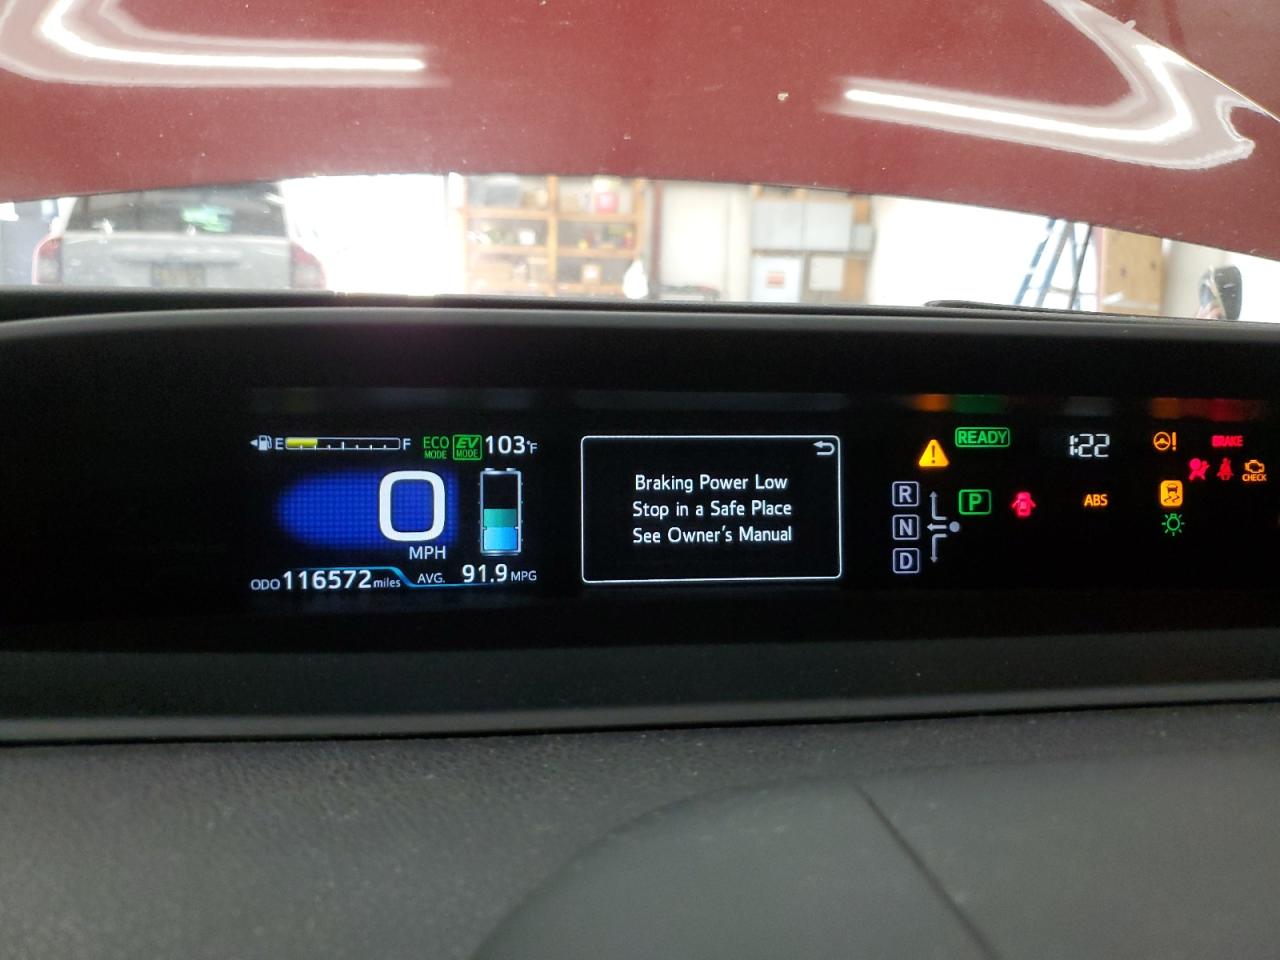 E F
ECO
MODE
EV
MODE
103°F
0
MPH
ODO 116572 miles
AVG. 91.9 MPG
Braking Power Low
Stop in a Safe Place
See Owner's Manual
READY
1:22
BRAKE
CHECK
R
N
D
P
ABS